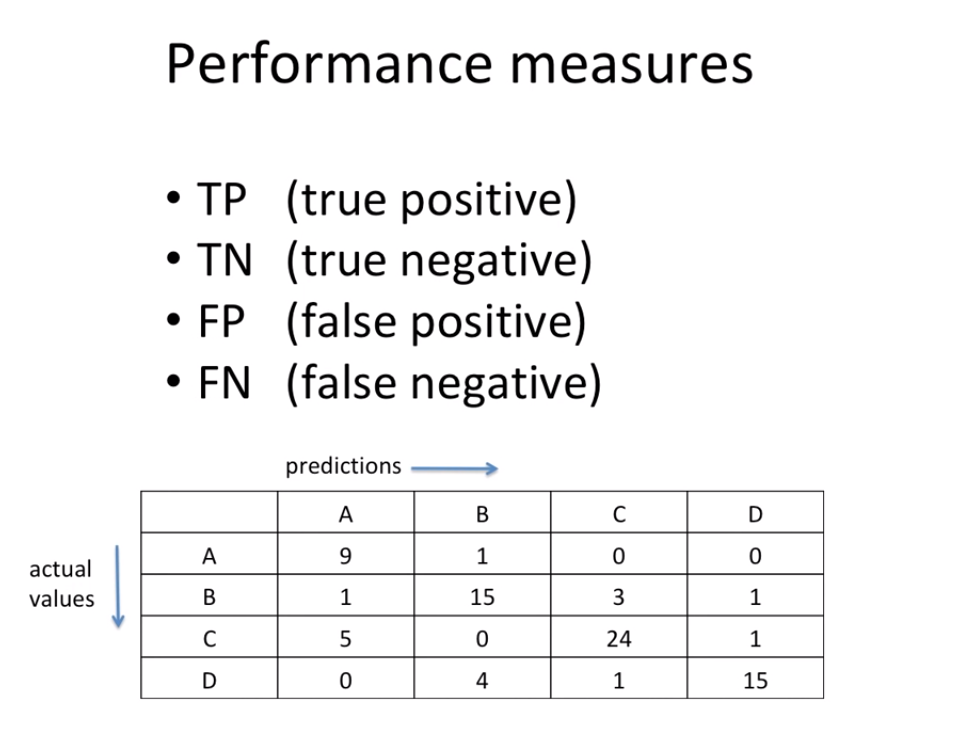 Performance measures
• TP (true positive)
• TN (true negative)
• FP (false positive)
• FN (false negative)
predictions
A B C D
actual values
A 9 1 0 0
B 1 15 3 1
C 5 0 24 1
D 0 4 1 15